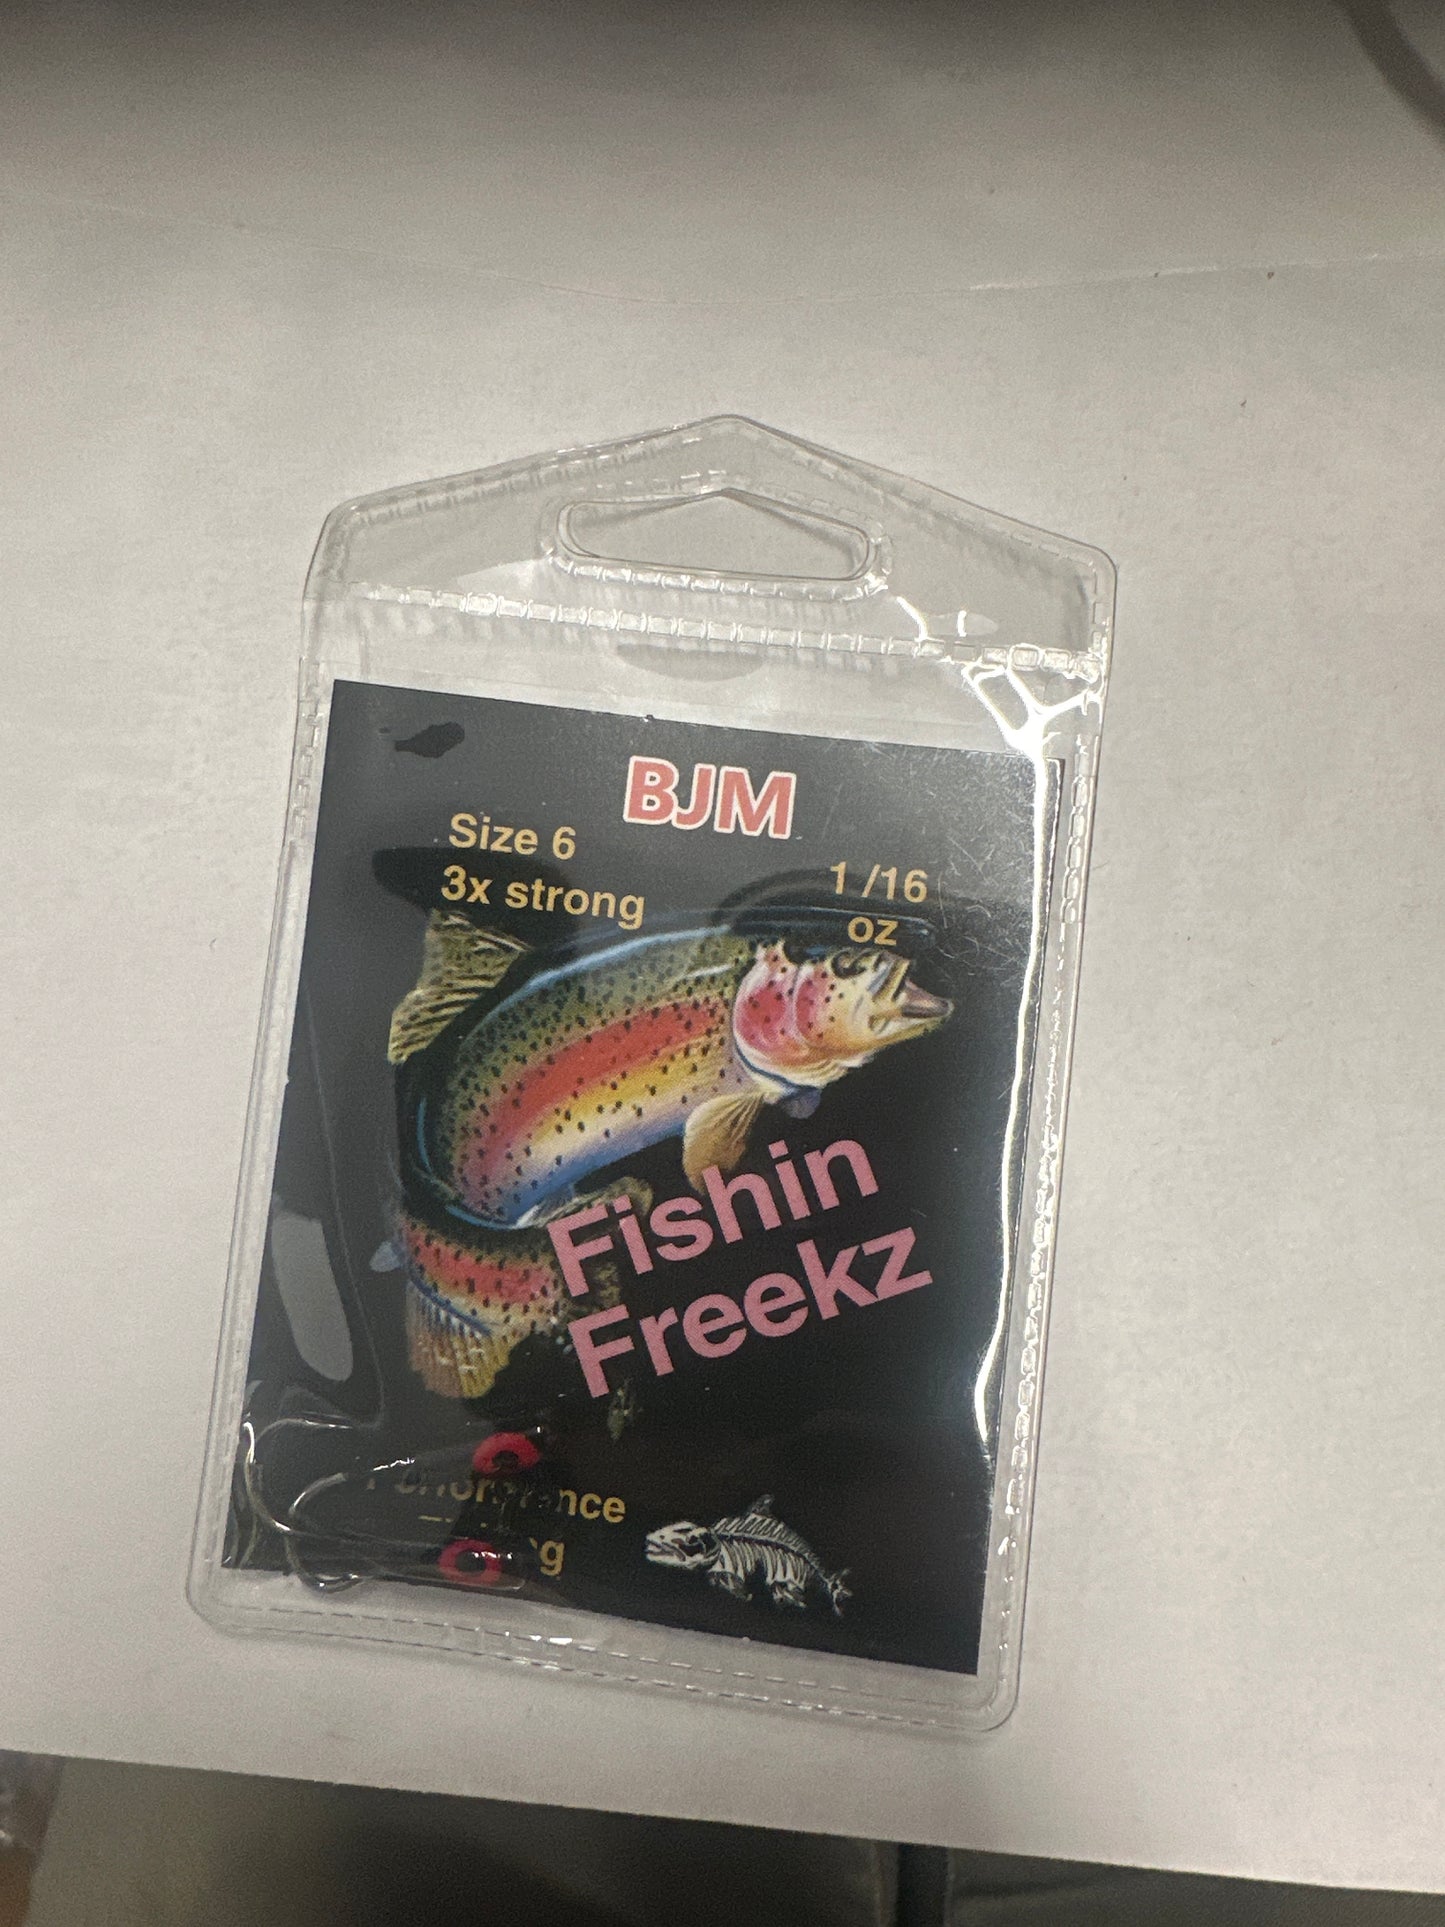 BJM
Size 6
3x strong
1 /16
oz
Fishin
Freekz